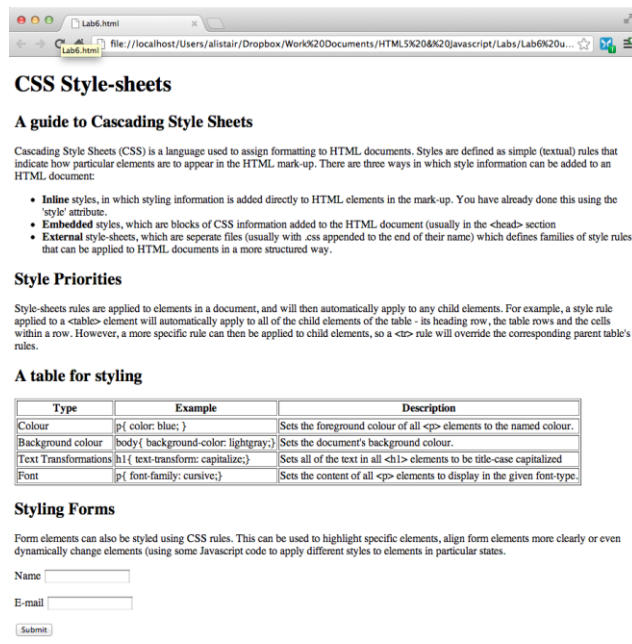 Lab6.html
file://localhost/Users/alistair/Dropbox/Work%20Documents/HTML5%20&%20Javascript/Labs/Lab6%20u...
Lab6.html
CSS Style-sheets
A guide to Cascading Style Sheets
Cascading Style Sheets (CSS) is a language used to assign formatting to HTML documents. Styles are defined as simple (textual) rules that
indicate how particular elements are to appear in the HTML mark-up. There are three ways in which style information can be added to an
HTML document:
• Inline styles, in which styling information is added directly to HTML elements in the mark-up. You have already done this using the
'style' attribute.
• Embedded styles, which are blocks of CSS information added to the HTML document (usually in the <head> section
• External style-sheets, which are seperate files (usually with .css appended to the end of their name) which defines families of style rules
that can be applied to HTML documents in a more structured way.
Style Priorities
Style-sheets rules are applied to elements in a document, and will then automatically apply to any child elements. For example, a style rule
applied to a <table> element will automatically apply to all of the child elements of the table - its heading row, the table rows and the cells
within a row. However, a more specific rule can then be applied to child elements, so a <tr> rule will override the corresponding parent table's
rules.
A table for styling
Type Example Description
Colour p{ color: blue; } Sets the foreground colour of all <p> elements to the named colour.
Background colour body{ background-color: lightgray;} Sets the document's background colour.
Text Transformations h1{ text-transform: capitalize;} Sets all of the text in all <h1> elements to be title-case capitalized
Font p{ font-family: cursive;} Sets the content of all <p> elements to display in the given font-type.
Styling Forms
Form elements can also be styled using CSS rules. This can be used to highlight specific elements, align form elements more clearly or even
dynamically change elements (using some Javascript code to apply different styles to elements in particular states.
Name
E-mail
Submit